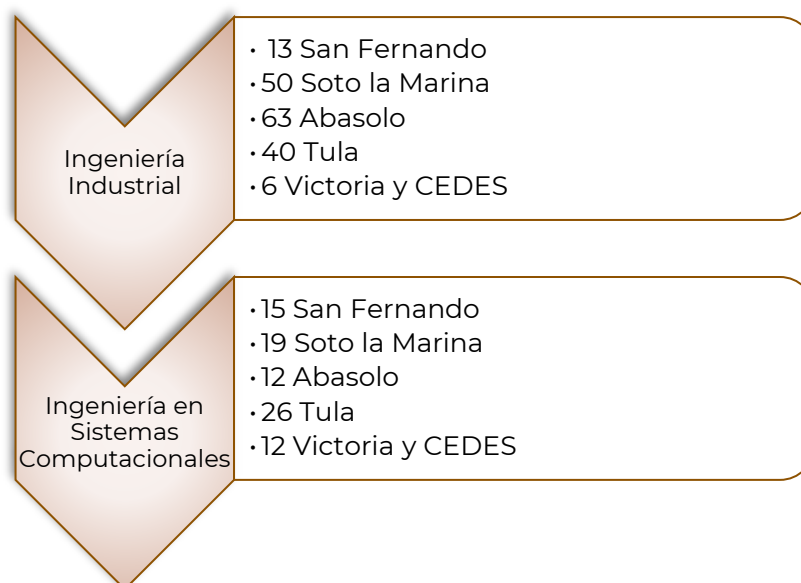 Ingeniería
Industrial
· 13 San Fernando
· 50 Soto la Marina
· 63 Abasolo
· 40 Tula
· 6 Victoria y CEDES
Ingeniería en
Sistemas
Computacionales
· 15 San Fernando
· 19 Soto la Marina
· 12 Abasolo
· 26 Tula
· 12 Victoria y CEDES